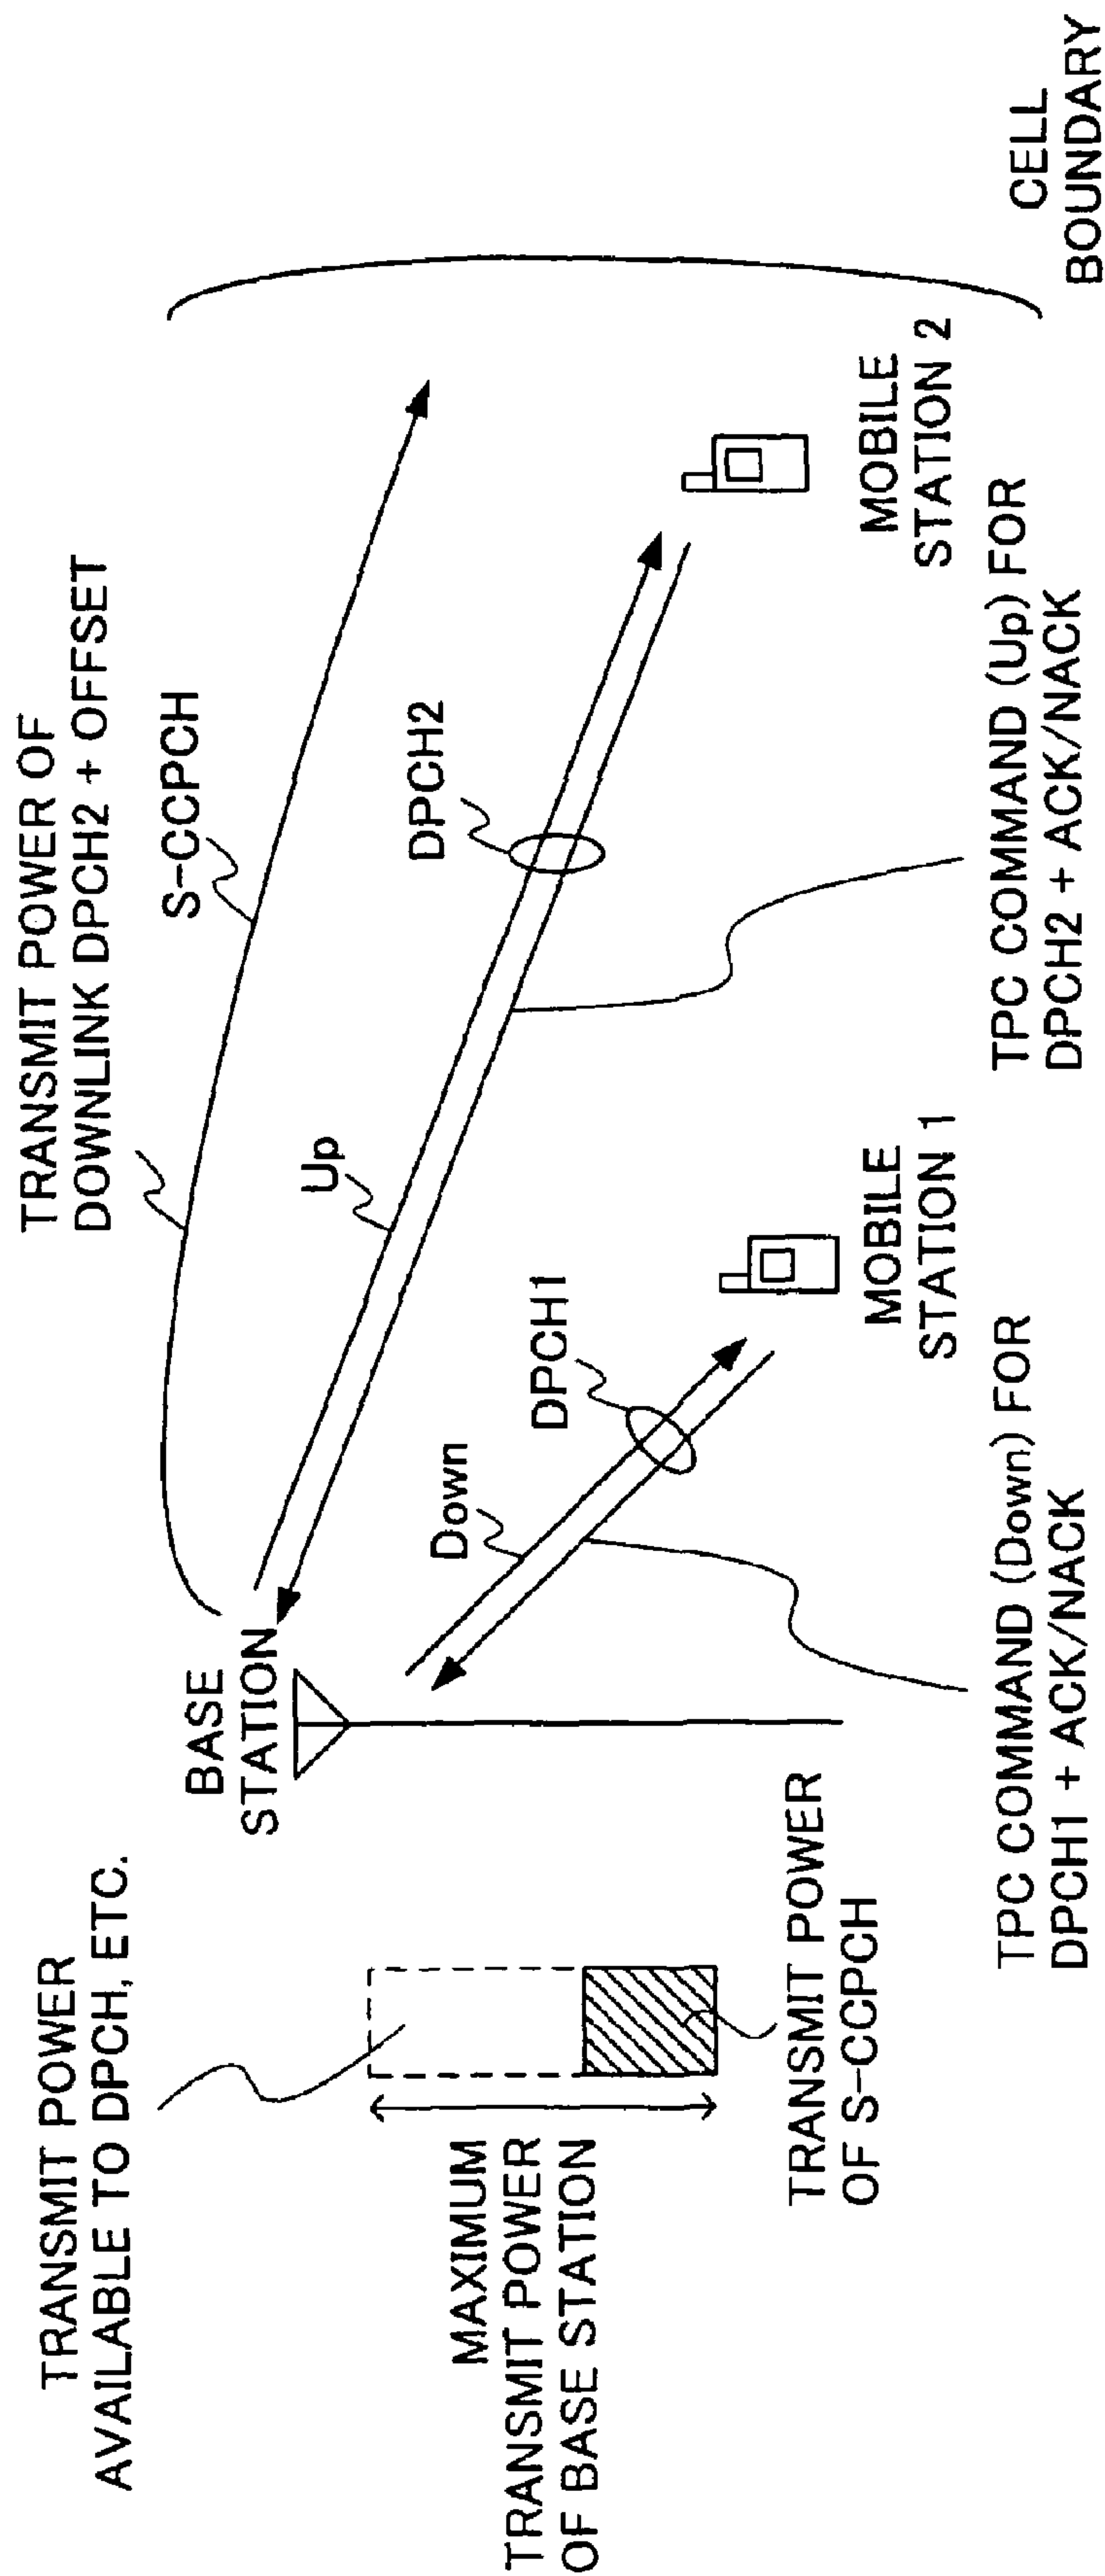 TRANSMIT POWER
AVAILABLE TO DPCH, ETC.
MAXIMUM
TRANSMIT POWER
OF BASE STATION
TRANSMIT POWER
OF S-CCPCH
BASE
STATION
TRANSMIT POWER OF
DOWNLINK DPCH2 + OFFSET
S-CCPCH
Up
DPCH2
Down
DPCH1
MOBILE
STATION 1
MOBILE
STATION 2
TPC COMMAND (Down) FOR
DPCH1 + ACK/NACK
TPC COMMAND (Up) FOR
DPCH2 + ACK/NACK
CELL
BOUNDARY